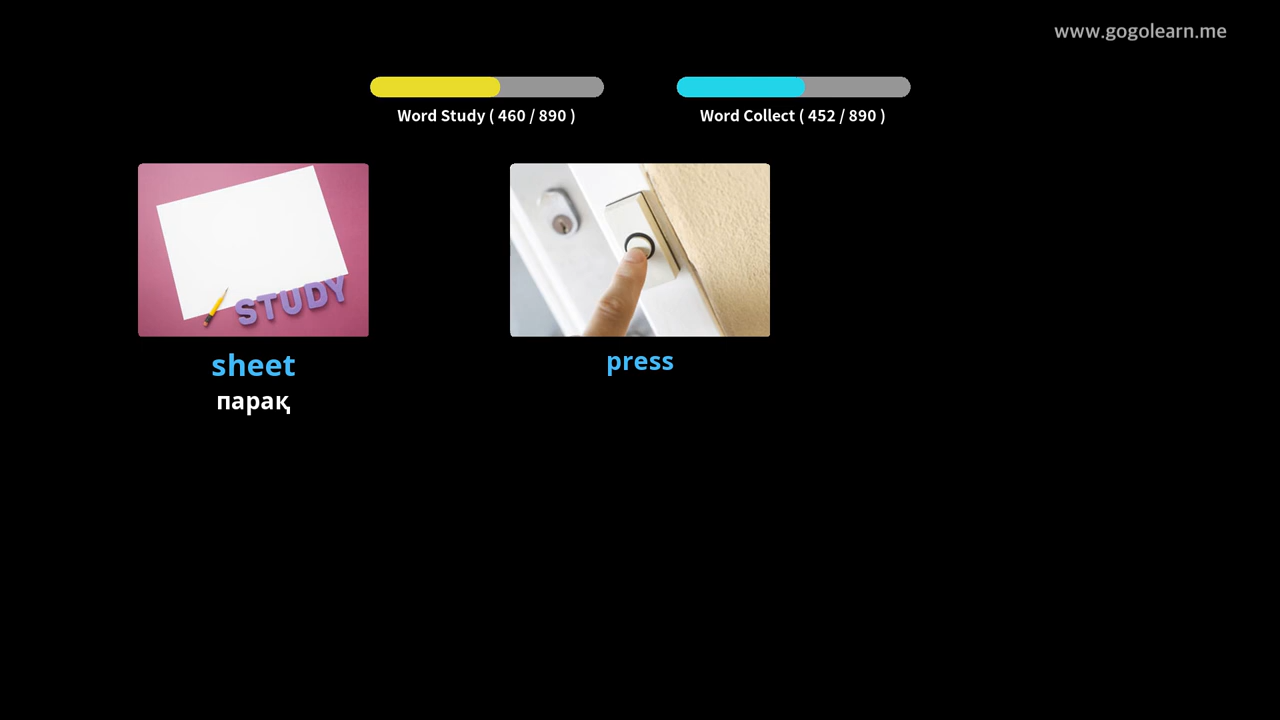 www.gogolearn.me
Word Study ( 460 / 890 )
Word Collect ( 452 / 890 )
STUDY
sheet
парақ
press